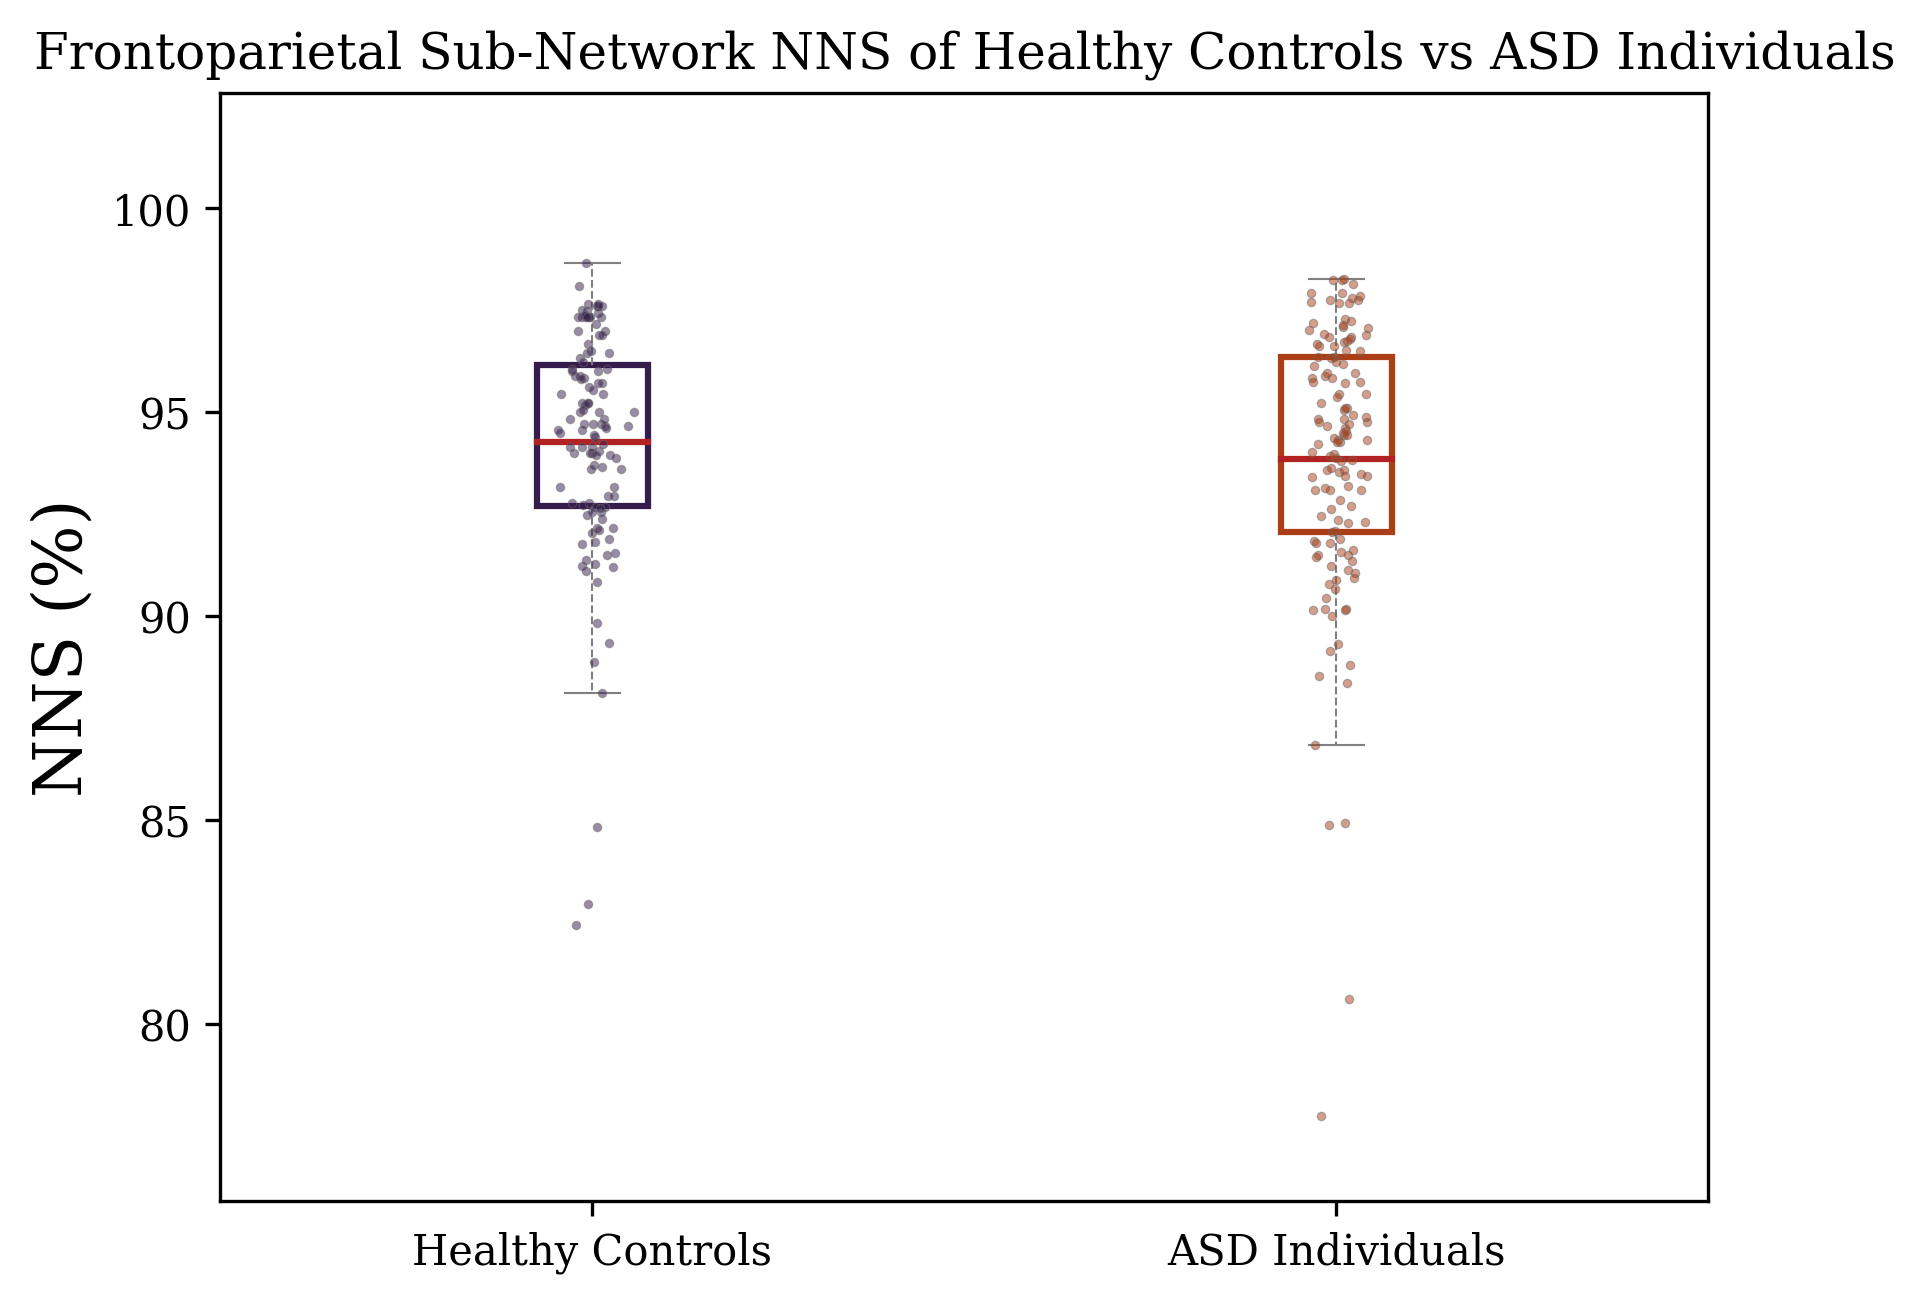 Frontoparietal Sub-Network NNS of Healthy Controls vs ASD Individuals
NNS (%)
100
95
90
85
80
Healthy Controls
ASD Individuals